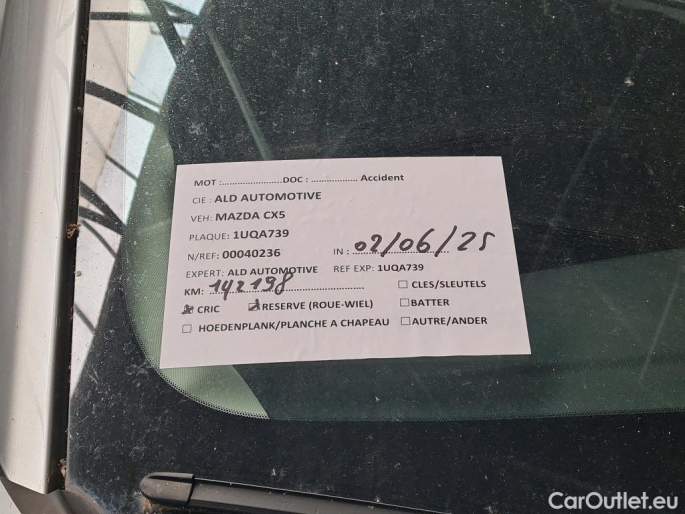 MOT :.......................DOC : .................. Accident
CIE : ALD AUTOMOTIVE
VEH: MAZDA CX5
PLAQUE: 1UQA739
N/REF: 00040236 IN : 02/06/25
EXPERT: ALD AUTOMOTIVE REF EXP: 1UQA739
KM: 142198 CLES/SLEUTELS
CRIC RESERVE (ROUE-WIEL) BATTER
HOEDENPLANK/PLANCHE A CHAPEAU AUTRE/ANDER
CarOutlet.eu